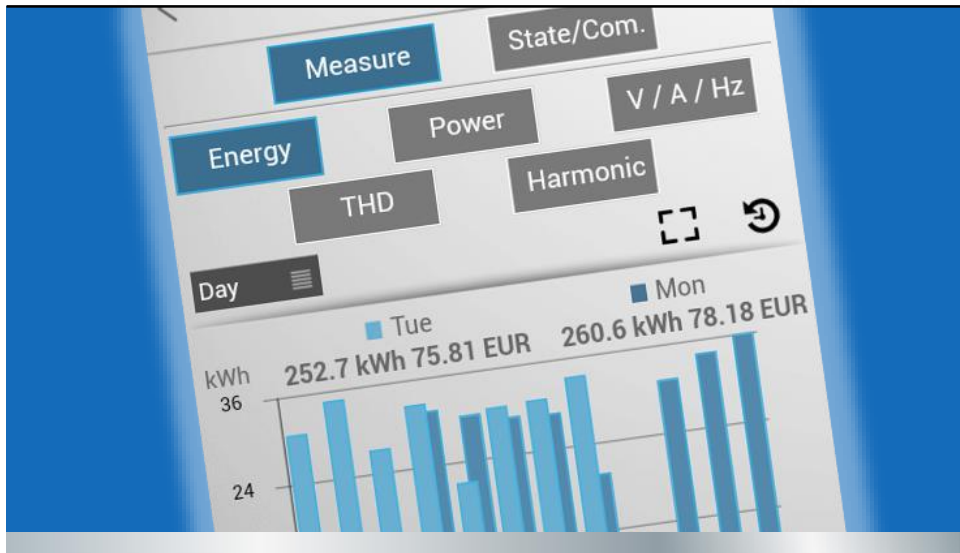 Measure State/Com.
Energy Power V / A / Hz
THD Harmonic
Day
Tue Mon
kWh 252.7 kWh 75.81 EUR 260.6 kWh 78.18 EUR
36
24